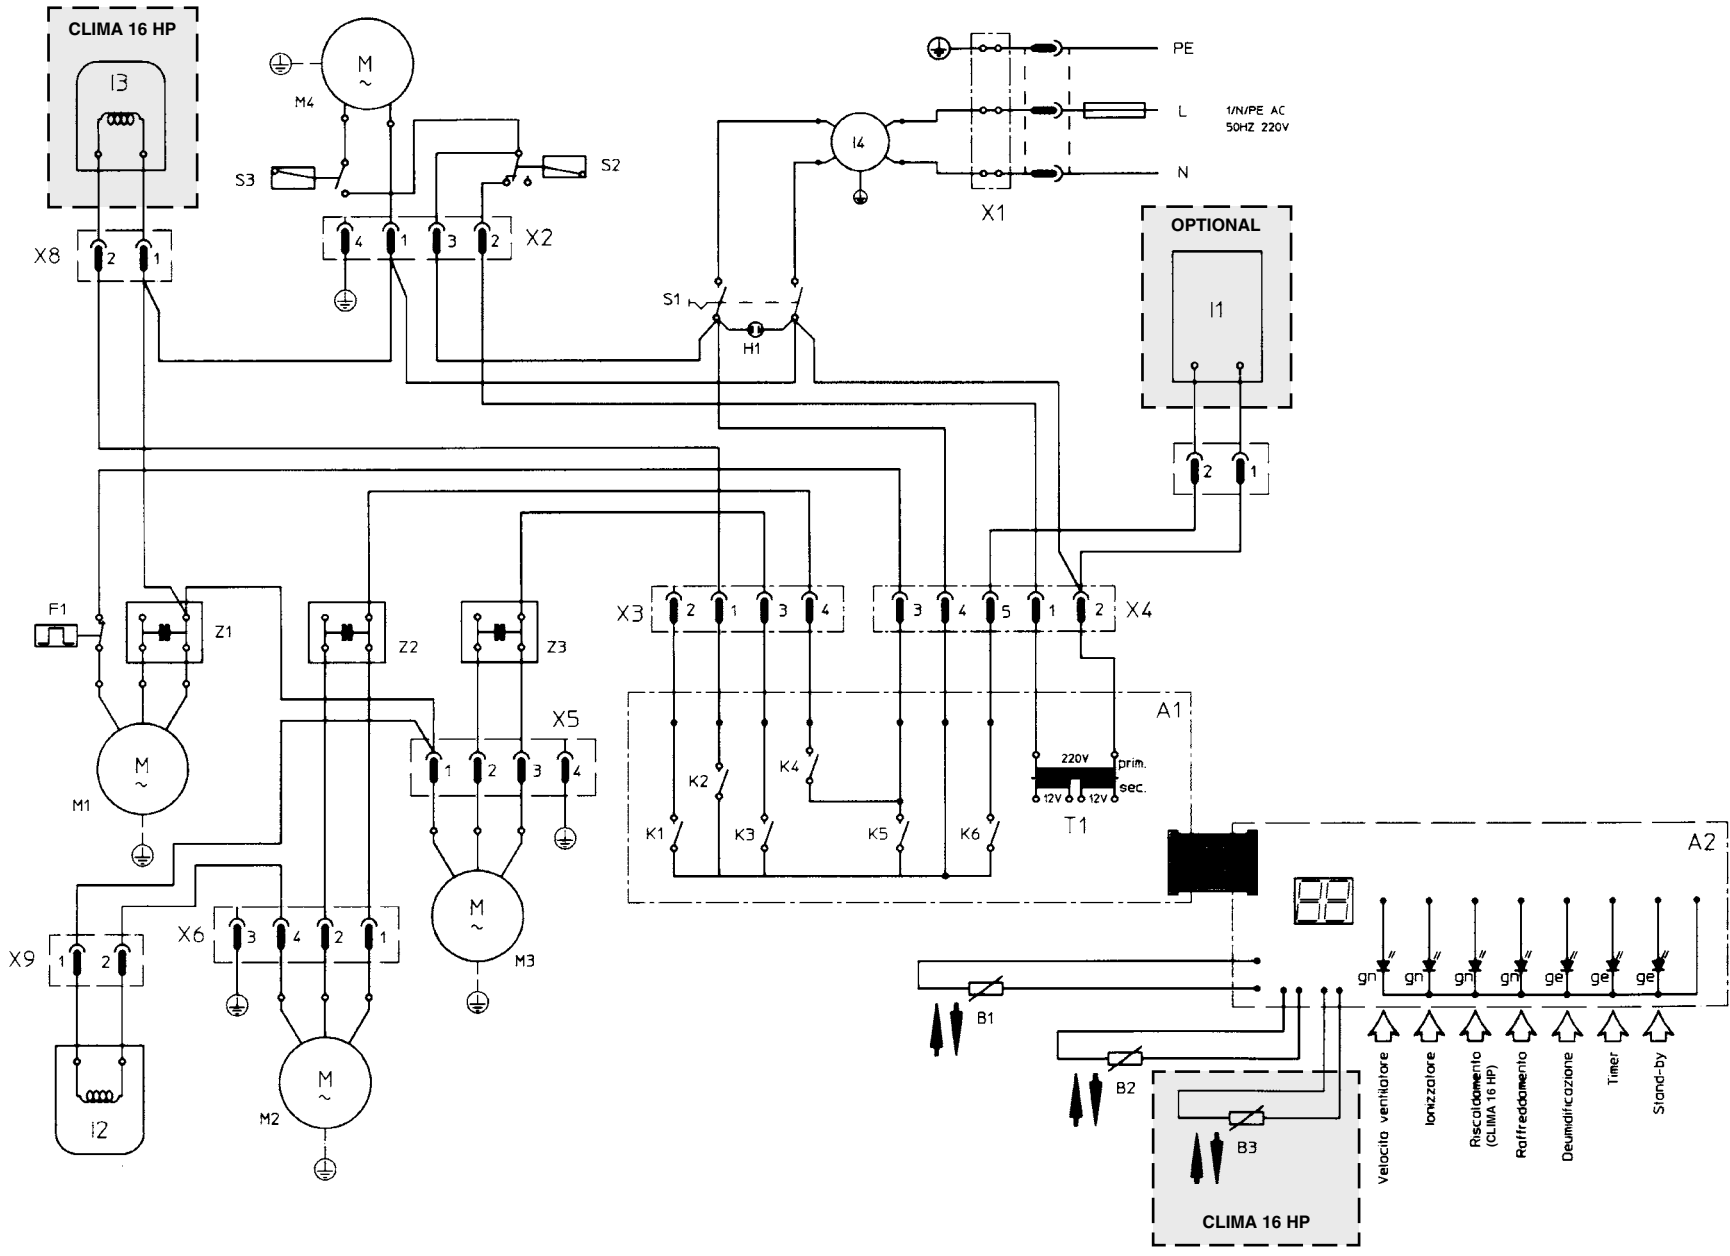 CLIMA 16 HP
I3
X8
2
1
M
~
M4
S3
S2
4
1
3
2
X2
I4
PE
L
N
1/N/PE AC
50HZ 220V
X1
S1
H1
OPTIONAL
I1
2
1
F1
Z1
Z2
Z3
M
~
M1
X3
2
1
3
4
3
4
5
1
2
X4
X5
1
2
3
4
A1
K1
K2
K3
K4
K5
K6
220V
prim.
sec.
12V
12V
T1
M
~
M3
X6
3
4
2
1
X9
1
2
I2
M
~
M2
A2
gn
gn
gn
gn
ge
ge
ge
B1
B2
B3
CLIMA 16 HP
Velocita ventilatore
Ionizzatore
Riscaldamento
(CLIMA 16 HP)
Raffreddamento
Deumidificazione
Timer
Stand-by